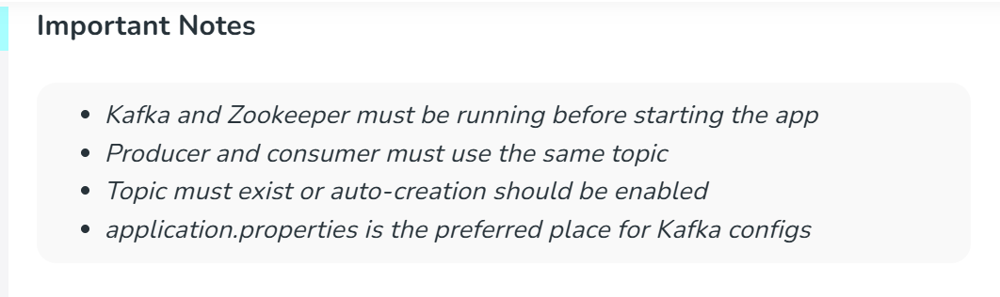 Important Notes
Kafka and Zookeeper must be running before starting the app
Producer and consumer must use the same topic
Topic must exist or auto-creation should be enabled
application.properties is the preferred place for Kafka configs